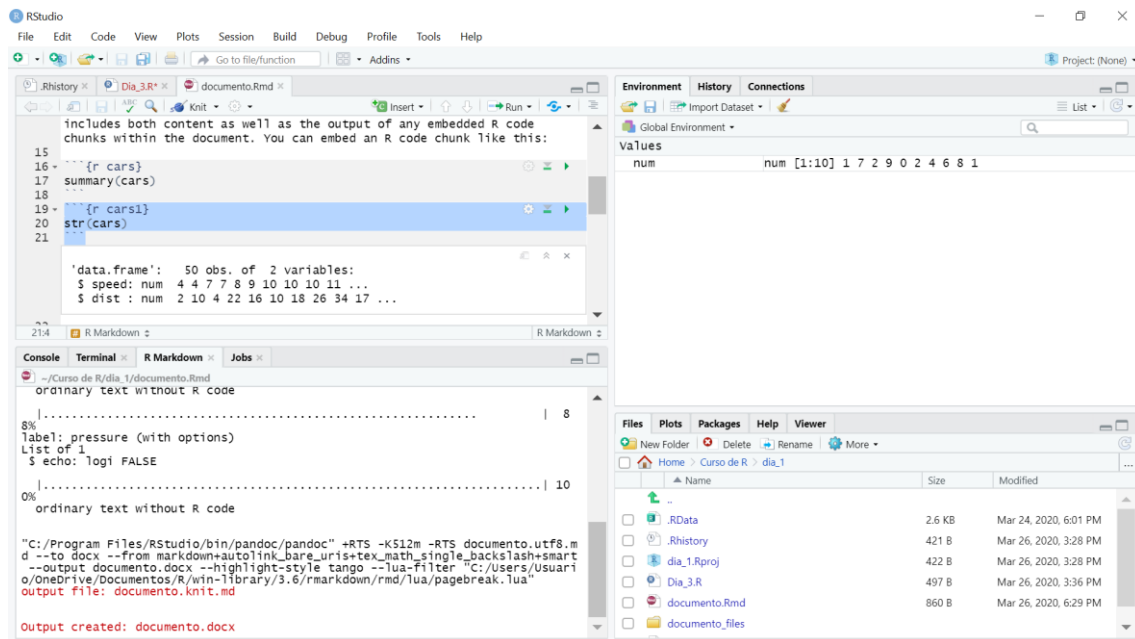 RStudio
File Edit Code View Plots Session Build Debug Profile Tools Help
Go to file/function Addins Project: (None)
.Rhistory Dia_3.R* documento.Rmd
ABC Knit Insert Run
includes both content as well as the output of any embedded R code
chunks within the document. You can embed an R code chunk like this:
15
16 ```{r cars}
17 summary(cars)
18 ```
19 ```{r cars1}
20 str(cars)
21 ```
'data.frame': 50 obs. of 2 variables:
$ speed: num 4 4 7 7 8 9 10 10 10 11 ...
$ dist : num 2 10 4 22 16 10 18 26 34 17 ...
21:4 R Markdown R Markdown
Console Terminal R Markdown Jobs
~/Curso de R/dia_1/documento.Rmd
ordinary text without R code
|.............................................................. | 8
8%
label: pressure (with options)
List of 1
$ echo: logi FALSE
|......................................................................| 10
0%
ordinary text without R code
"C:/Program Files/RStudio/bin/pandoc/pandoc" +RTS -K512m -RTS documento.utf8.m
d --to docx --from markdown+autolink_bare_uris+tex_math_single_backslash+smart
--output documento.docx --highlight-style tango --lua-filter "C:/Users/Usuari
o/OneDrive/Documentos/R/win-library/3.6/rmarkdown/rmd/lua/pagebreak.lua"
output file: documento.knit.md
Output created: documento.docx
Environment History Connections
Import Dataset List
Global Environment
Values
num num [1:10] 1 7 2 9 0 2 4 6 8 1
Files Plots Packages Help Viewer
New Folder Delete Rename More
Home Curso de R dia_1 ...
Name Size Modified
..
.RData 2.6 KB Mar 24, 2020, 6:01 PM
.Rhistory 421 B Mar 26, 2020, 3:28 PM
dia_1.Rproj 422 B Mar 26, 2020, 3:28 PM
Dia_3.R 497 B Mar 26, 2020, 3:36 PM
documento.Rmd 860 B Mar 26, 2020, 6:29 PM
documento_files